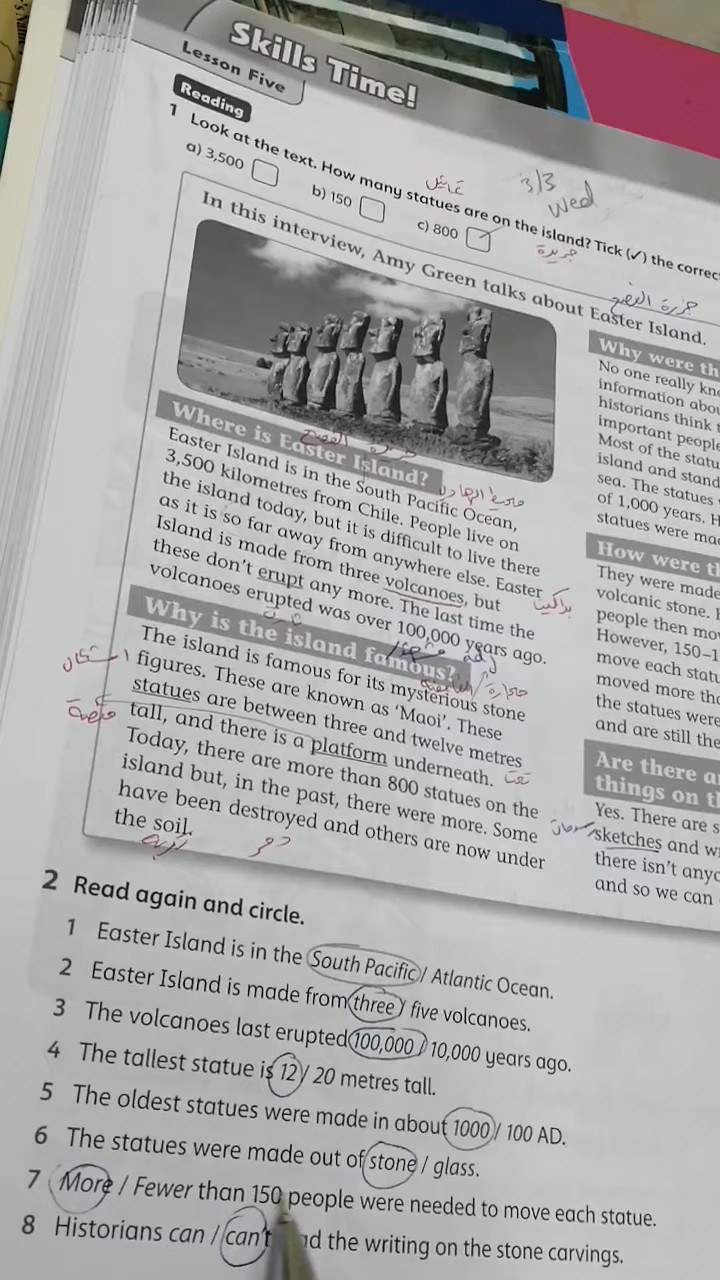 Skills Time!
Lesson Five
Reading
1 Look at the text. How many statues are on the island? Tick (✓) the correc
a) 3,500 b) 150 c) 800
3/3
Wed
جزيرة
In this interview, Amy Green talks about Easter Island.
Where is Easter Island?
Easter Island is in the South Pacific Ocean,
3,500 kilometres from Chile. People live on
the island today, but it is difficult to live there
as it is so far away from anywhere else. Easter
Island is made from three volcanoes, but
these don't erupt any more. The last time the
volcanoes erupted was over 100,000 years ago.
Why is the island famous?
The island is famous for its mysterious stone
figures. These are known as 'Maoi'. These
statues are between three and twelve metres
tall, and there is a platform underneath.
Today, there are more than 800 statues on the
island but, in the past, there were more. Some
have been destroyed and others are now under
the soil.
Why were th
No one really kn
information abou
historians think t
important people
Most of the statu
island and stand
sea. The statues
of 1,000 years. H
statues were ma
How were th
They were made
volcanic stone. H
people then mov
However, 150–1
move each statu
moved more tha
the statues were
and are still the
Are there a
things on t
Yes. There are s
sketches and w
there isn't anyo
and so we can
2 Read again and circle.
1 Easter Island is in the South Pacific / Atlantic Ocean.
2 Easter Island is made from three / five volcanoes.
3 The volcanoes last erupted 100,000 / 10,000 years ago.
4 The tallest statue is 12 / 20 metres tall.
5 The oldest statues were made in about 1000 / 100 AD.
6 The statues were made out of stone / glass.
7 More / Fewer than 150 people were needed to move each statue.
8 Historians can / can't the writing on the stone carvings.